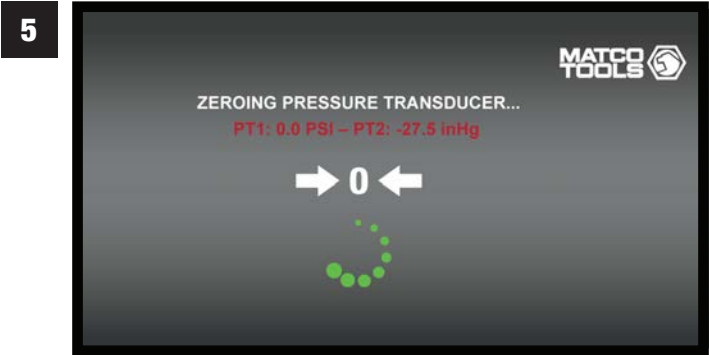 5
MATCO
TOOLS
ZEROING PRESSURE TRANSDUCER...
PT1: 0.0 PSI – PT2: -27.5 inHg
0